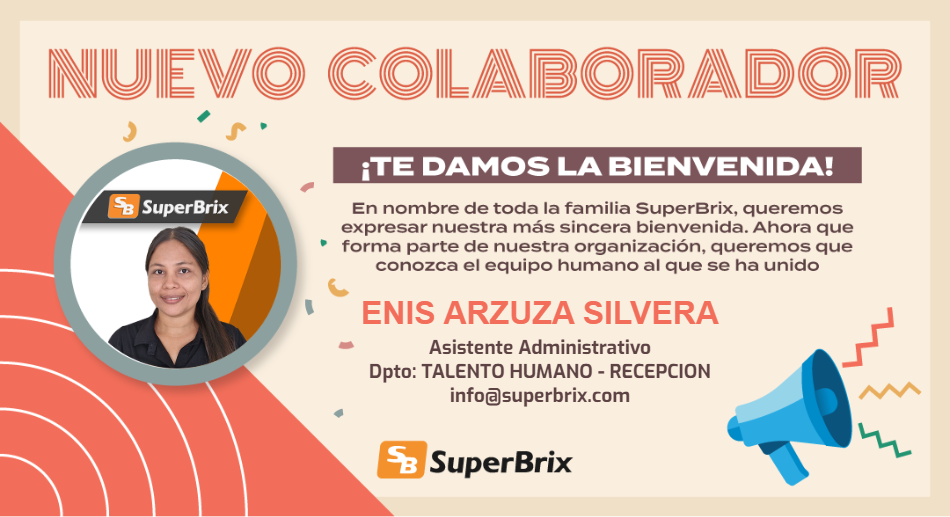 NUEVO COLABORADOR
¡TE DAMOS LA BIENVENIDA!
SB SuperBrix
En nombre de toda la familia SuperBrix, queremos
expresar nuestra más sincera bienvenida. Ahora que
forma parte de nuestra organización, queremos que
conozca el equipo humano al que se ha unido
ENIS ARZUZA SILVERA
Asistente Administrativo
Dpto: TALENTO HUMANO - RECEPCION
info@superbrix.com
SB SuperBrix